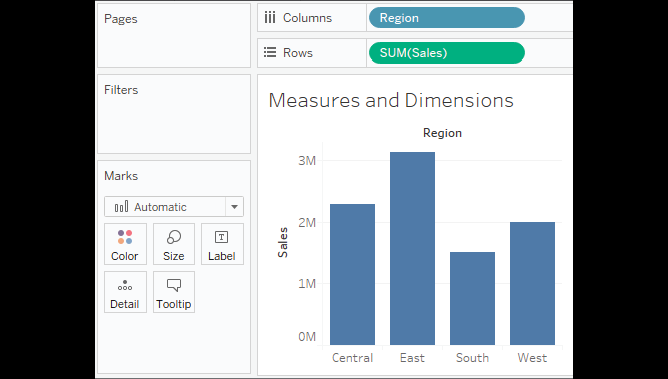 Pages
Columns
Region
Rows
SUM(Sales)
Filters
Marks
Automatic
Color
Size
T
Label
Detail
Tooltip
Measures and Dimensions
Region
3M
2M
1M
0M
Sales
Central
East
South
West